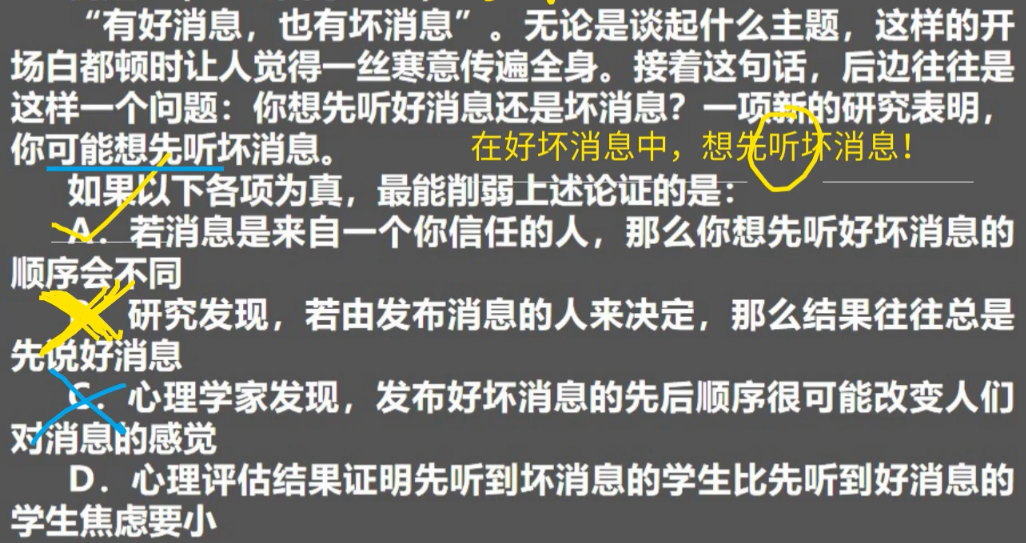 “有好消息，也有坏消息”。无论是谈起什么主题，这样的开
场白都顿时让人觉得一丝寒意传遍全身。接着这句话，后边往往是
这样一个问题：你想先听好消息还是坏消息？一项新的研究表明，
你可能想先听坏消息。
在好坏消息中，想先听坏消息！
如果以下各项为真，最能削弱上述论证的是：
A．若消息是来自一个你信任的人，那么你想先听好坏消息的
顺序会不同
研究发现，若由发布消息的人来决定，那么结果往往总是
先说好消息
C．心理学家发现，发布好坏消息的先后顺序很可能改变人们
对消息的感觉
D．心理评估结果证明先听到坏消息的学生比先听到好消息的
学生焦虑要小